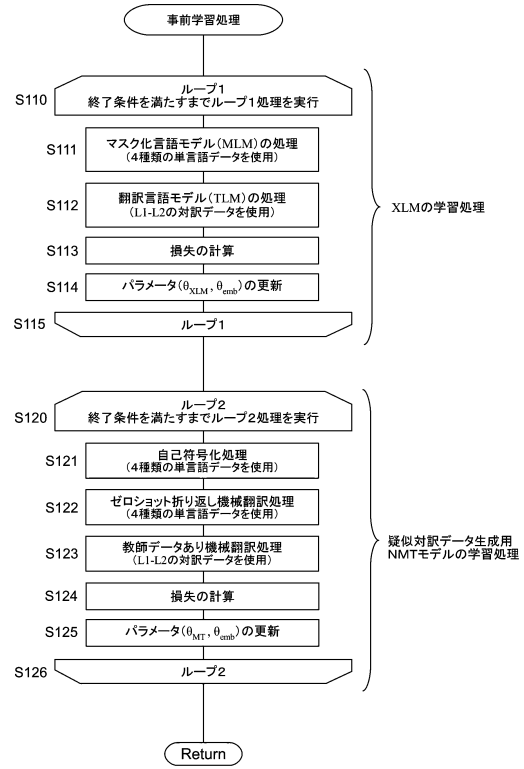 事前学習処理
S110
ループ1
終了条件を満たすまでループ1処理を実行
S111
マスク化言語モデル(MLM)の処理
(4種類の単言語データを使用)
S112
翻訳言語モデル(TLM)の処理
(L1-L2の対訳データを使用)
XLMの学習処理
S113
損失の計算
S114
パラメータ(θXLM, θemb)の更新
S115
ループ1
S120
ループ2
終了条件を満たすまでループ2処理を実行
S121
自己符号化処理
(4種類の単言語データを使用)
S122
ゼロショット折り返し機械翻訳処理
(4種類の単言語データを使用)
S123
教師データあり機械翻訳処理
(L1-L2の対訳データを使用)
疑似対訳データ生成用
NMTモデルの学習処理
S124
損失の計算
S125
パラメータ(θMT, θemb)の更新
S126
ループ2
Return